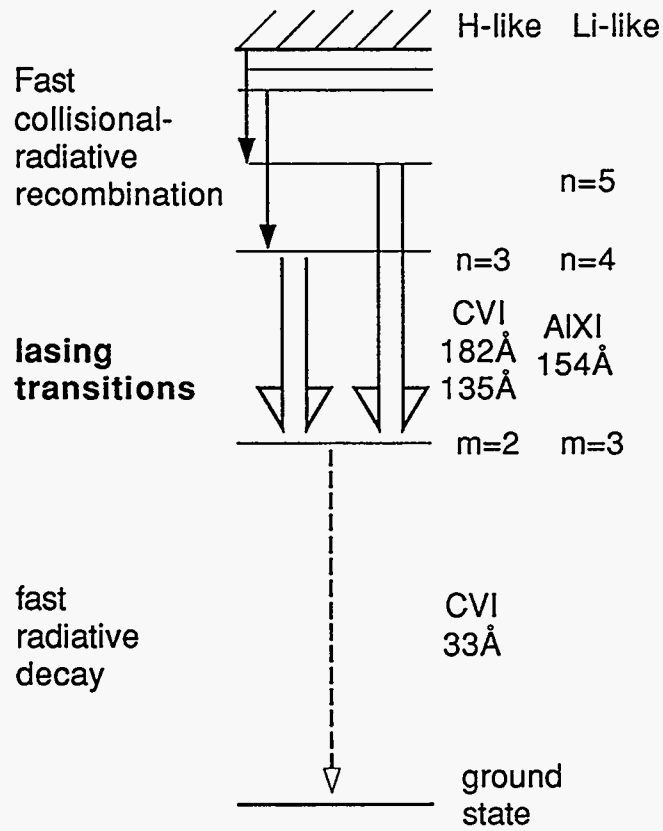 H-like Li-like
Fast
collisional-
radiative
recombination
n=5
n=3 n=4
CVI AlXI
182Å 154Å
135Å
lasing
transitions
m=2 m=3
fast
radiative
decay
CVI
33Å
ground
state